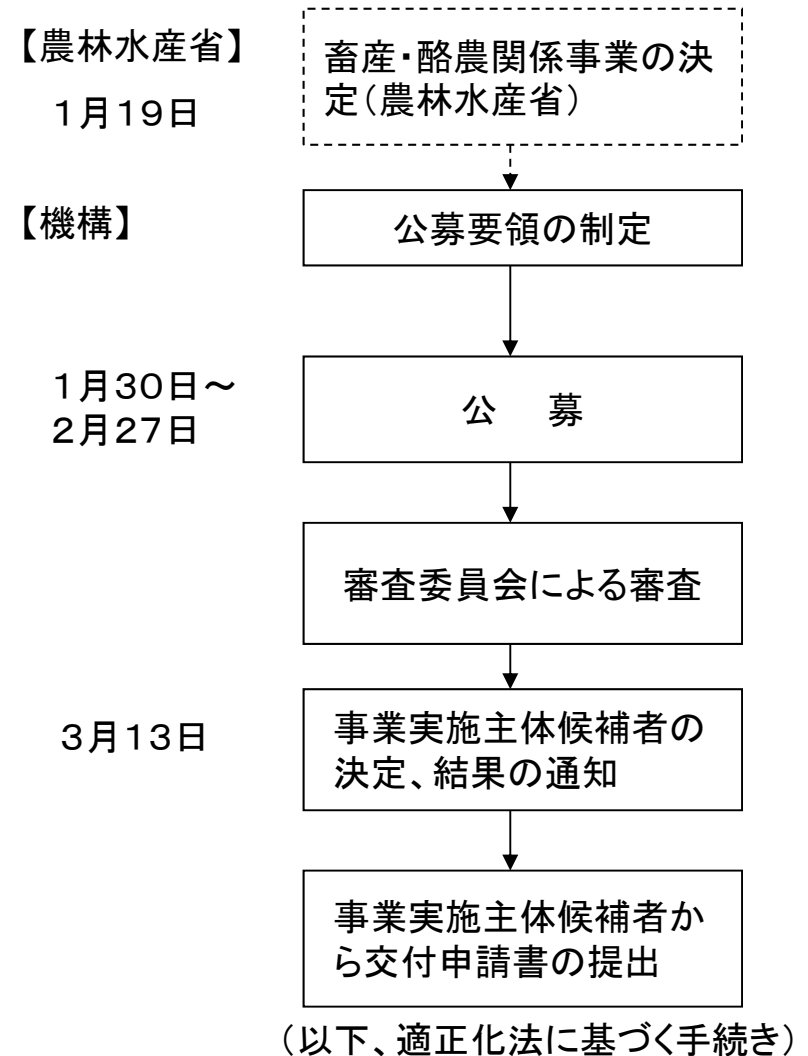 【農林水産省】
1月19日
畜産・酪農関係事業の決
定(農林水産省)
【機構】
公募要領の制定
1月30日～
2月27日
公　募
審査委員会による審査
3月13日
事業実施主体候補者の
決定、結果の通知
事業実施主体候補者か
ら交付申請書の提出
(以下、適正化法に基づく手続き)